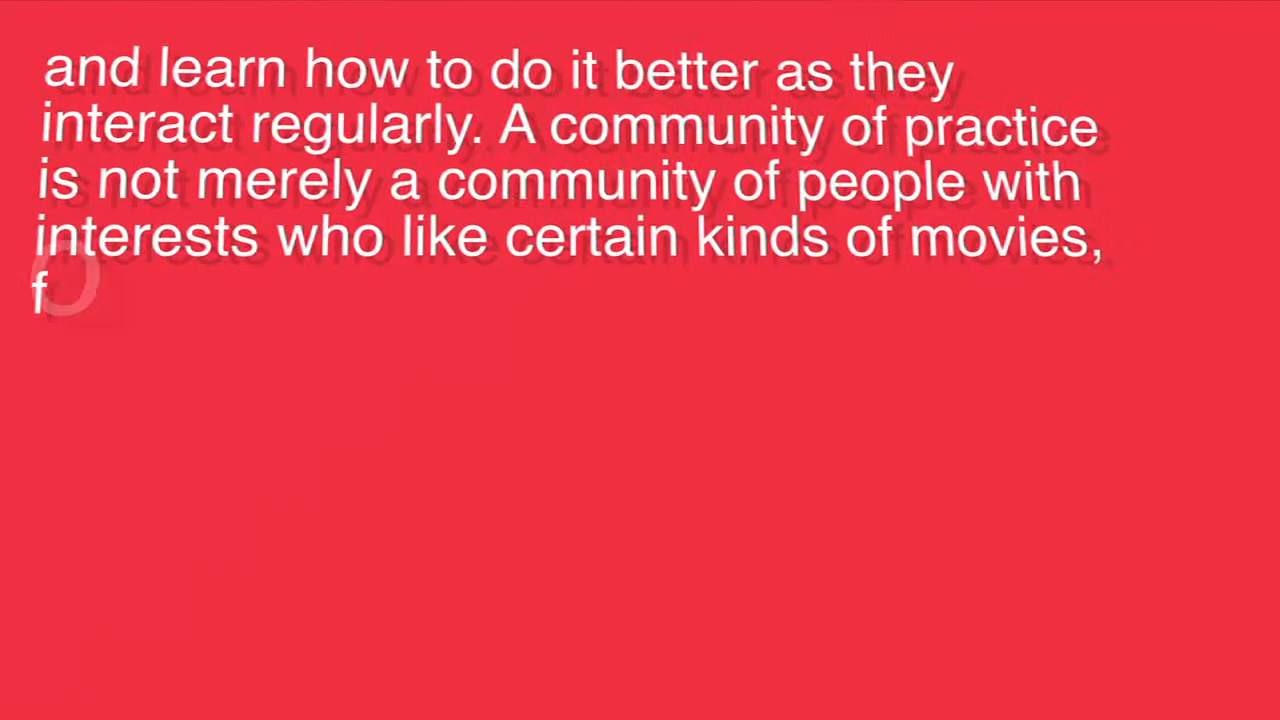 and learn how to do it better as they
interact regularly. A community of practice
is not merely a community of people with
interests who like certain kinds of movies,
f